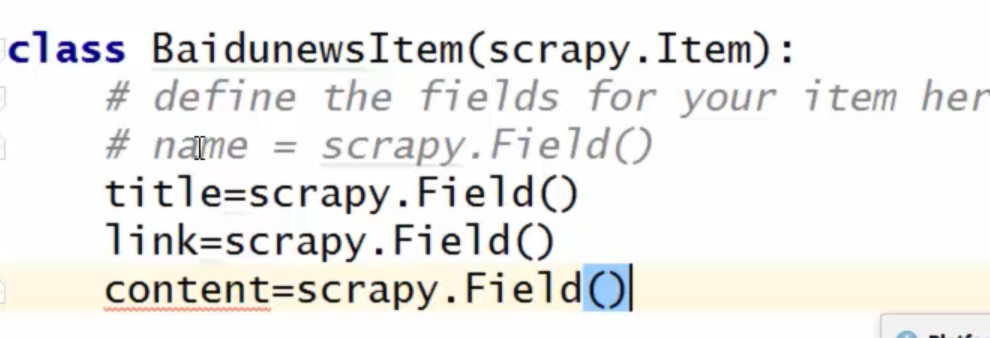 class BaidunewsItem(scrapy.Item):
# define the fields for your item
# name = scrapy.Field()
title=scrapy.Field()
link=scrapy.Field()
content=scrapy.Field()